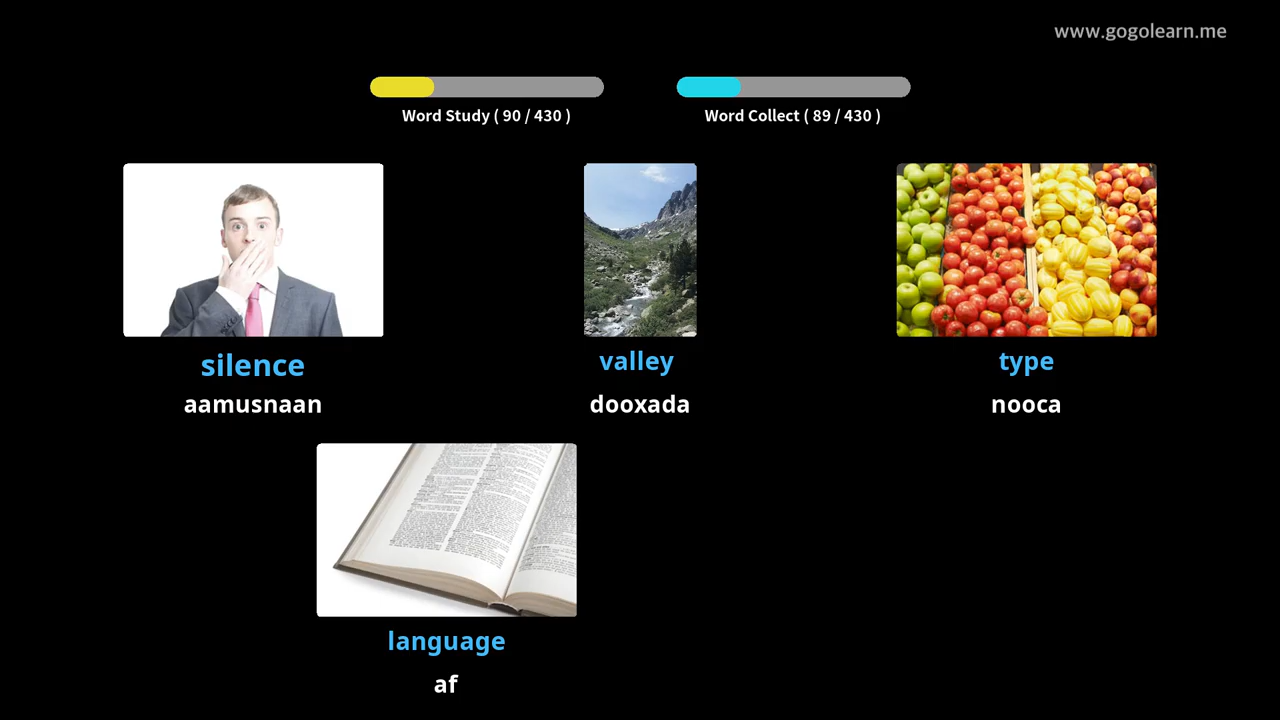 www.gogolearn.me
Word Study ( 90 / 430 )
Word Collect ( 89 / 430 )
silence
aamusnaan
valley
dooxada
type
nooca
language
af